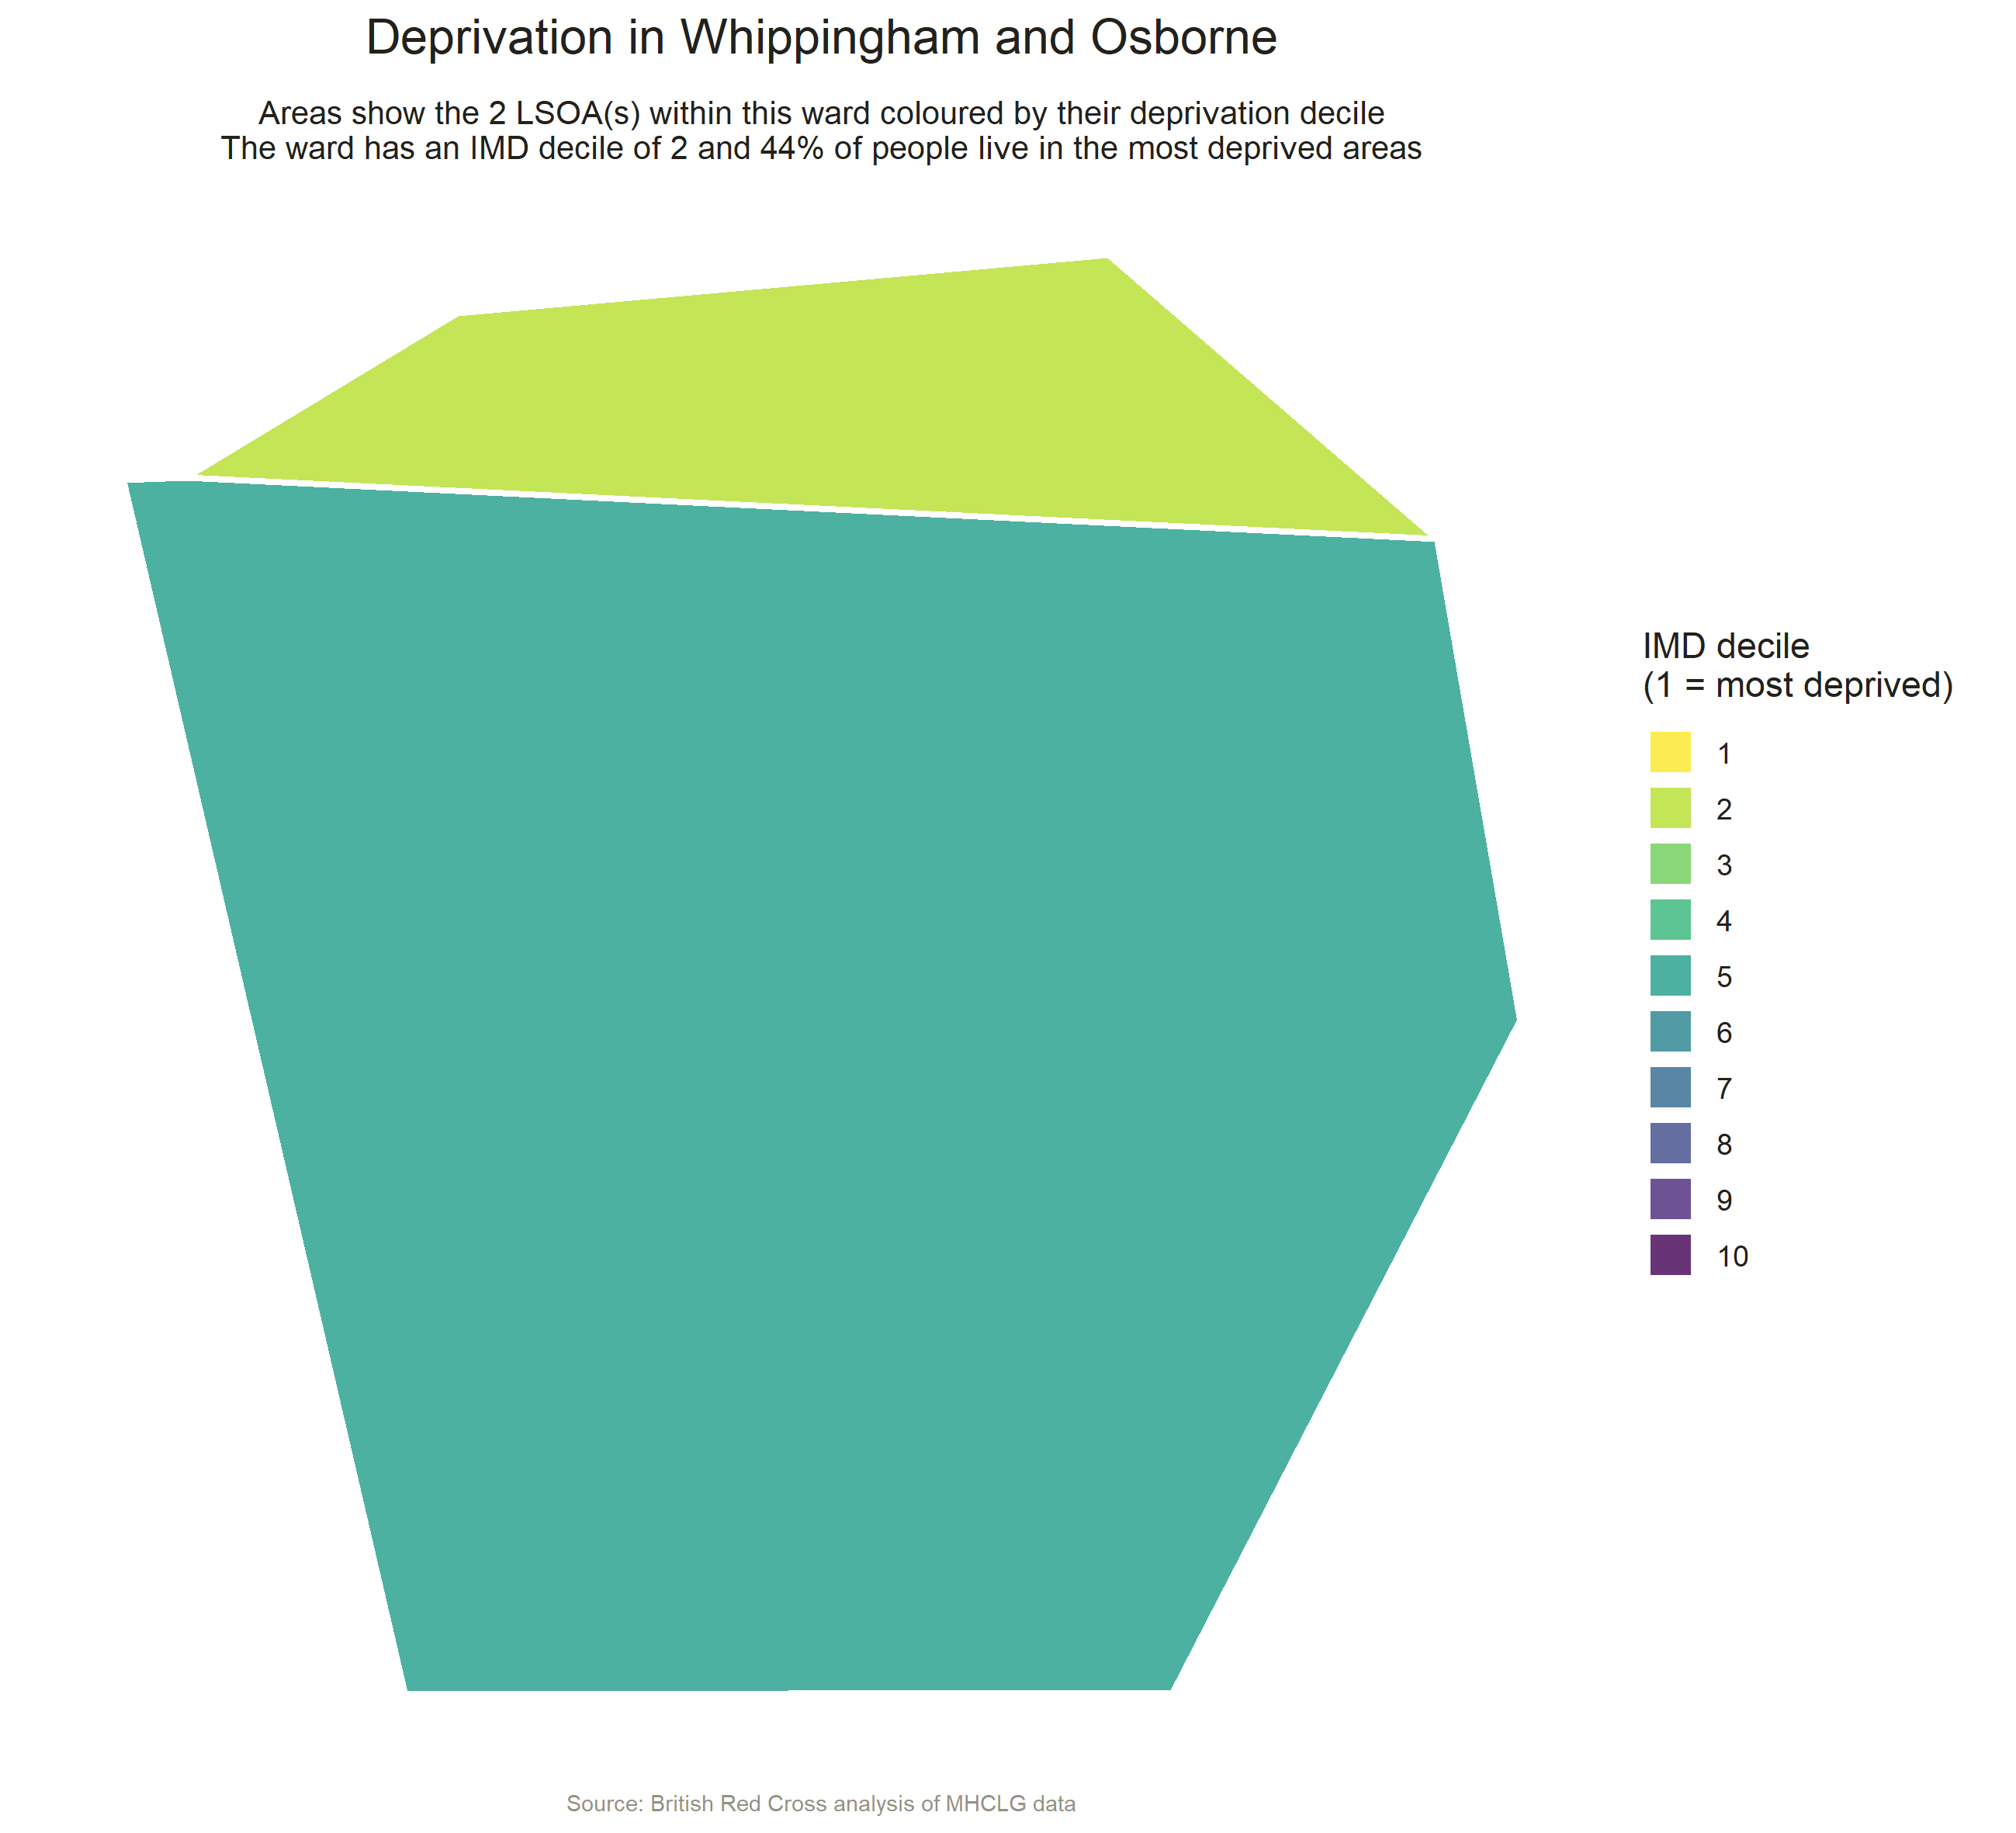 Deprivation in Whippingham and Osborne
Areas show the 2 LSOA(s) within this ward coloured by their deprivation decile
The ward has an IMD decile of 2 and 44% of people live in the most deprived areas
IMD decile
(1 = most deprived)
1
2
3
4
5
6
7
8
9
10
Source: British Red Cross analysis of MHCLG data